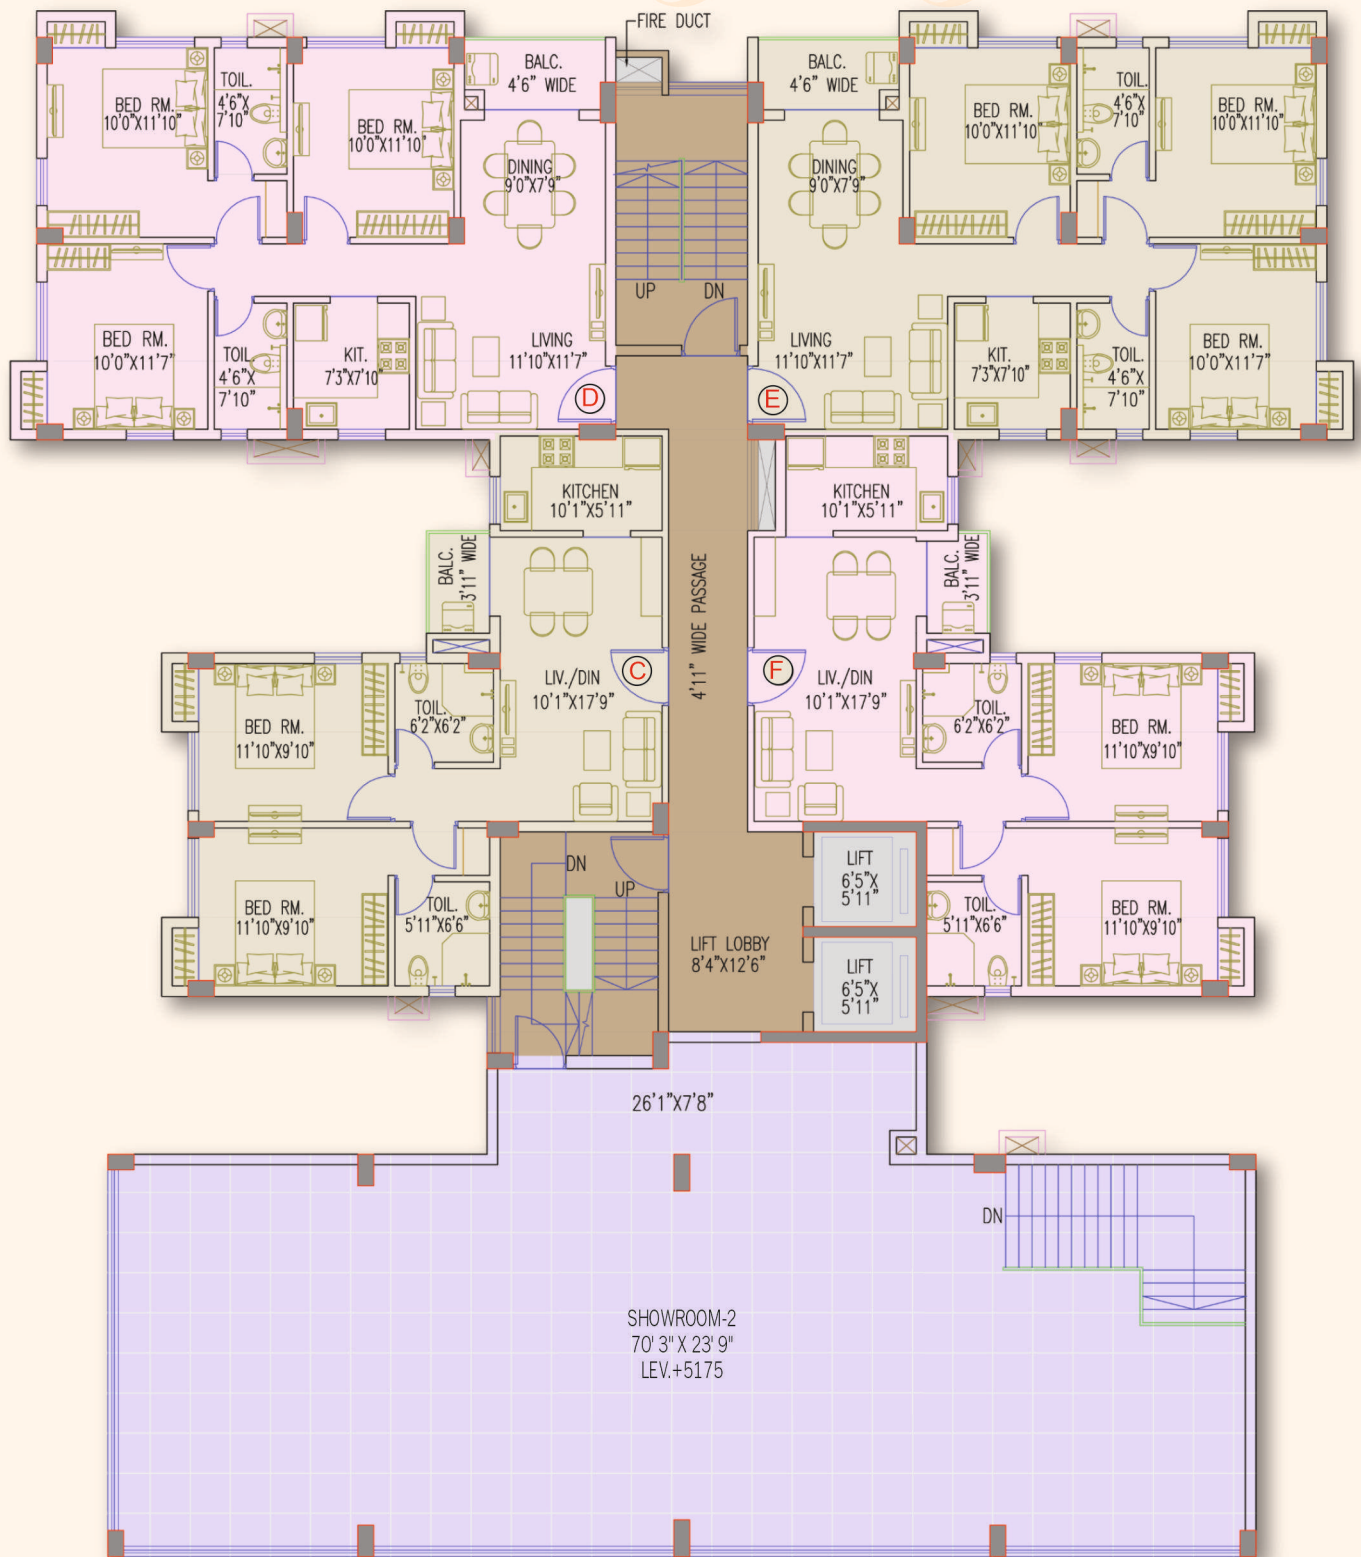 FIRE DUCT
BALC.
4'6" WIDE
BALC.
4'6" WIDE
BED RM.
10'0"X11'10"
TOIL.
4'6"X
7'10"
BED RM.
10'0"X11'10"
DINING
9'0"X7'9"
DINING
9'0"X7'9"
BED RM.
10'0"X11'10"
TOIL.
4'6"X
7'10"
BED RM.
10'0"X11'10"
UP
DN
BED RM.
10'0"X11'7"
TOIL.
4'6"X
7'10"
KIT.
7'3"X7'10"
LIVING
11'10"X11'7"
D
LIVING
11'10"X11'7"
E
KIT.
7'3"X7'10"
TOIL.
4'6"X
7'10"
BED RM.
10'0"X11'7"
KITCHEN
10'1"X5'11"
KITCHEN
10'1"X5'11"
BALC.
3'11" WIDE
4'11" WIDE PASSAGE
BALC.
3'11" WIDE
BED RM.
11'10"X9'10"
TOIL.
6'2"X6'2"
LIV./DIN
10'1"X17'9"
C
F
LIV./DIN
10'1"X17'9"
TOIL.
6'2"X6'2"
BED RM.
11'10"X9'10"
DN
UP
LIFT
6'5"X
5'11"
BED RM.
11'10"X9'10"
TOIL.
5'11"X6'6"
LIFT LOBBY
8'4"X12'6"
LIFT
6'5"X
5'11"
TOIL.
5'11"X6'6"
BED RM.
11'10"X9'10"
26'1"X7'8"
DN
SHOWROOM-2
70' 3" X 23' 9"
LEV.+5175